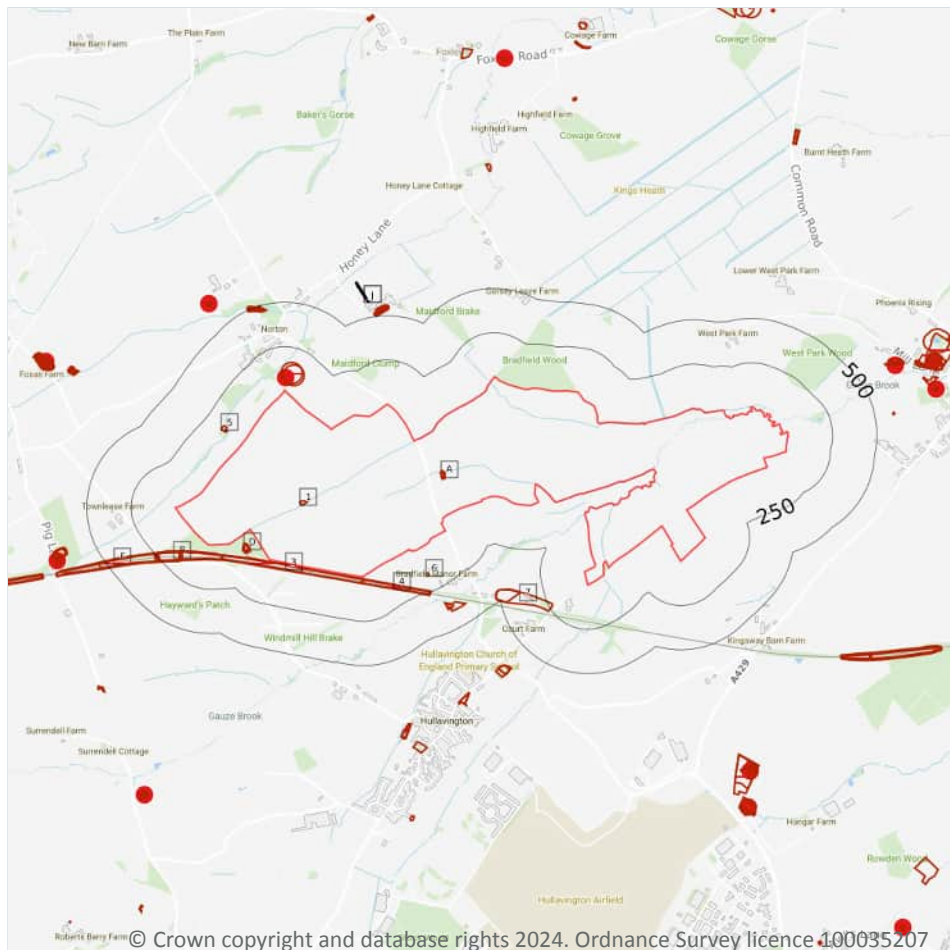 New Barn Farm
The Plain Farm
Foxley
Foxley Road
Cowage Farm
Cowage Gorse
Baker's Gorse
Highfield Farm
Highfield Farm
Cowage Grove
Burnt Heath Farm
Honey Lane Cottage
Kings Heath
Common Road
Honey Lane
Lower West Park Farm
Gorsey Leaze Farm
Maidford Brake
Phoenix Rising
Norton
West Park Farm
Bradfield Wood
West Park Wood
Maidford Clump
Foxas Farm
Mill
Brook
500
5
A
1
Townlease Farm
250
Pig
D
3
6
4
Bradfield Manor Farm
7
Hayward's Patch
Court Farm
Windmill Hill Brake
Kingsway Barn Farm
Hullavington Church of
England Primary School
A429
Gauze Brook
Hullavington
Surrendell Farm
Surrendell Cottage
Hangar Farm
Rowden Wood
Hullavington Airfield
Roberts Barry Farm
© Crown copyright and database rights 2024. Ordnance Survey licence 100035207